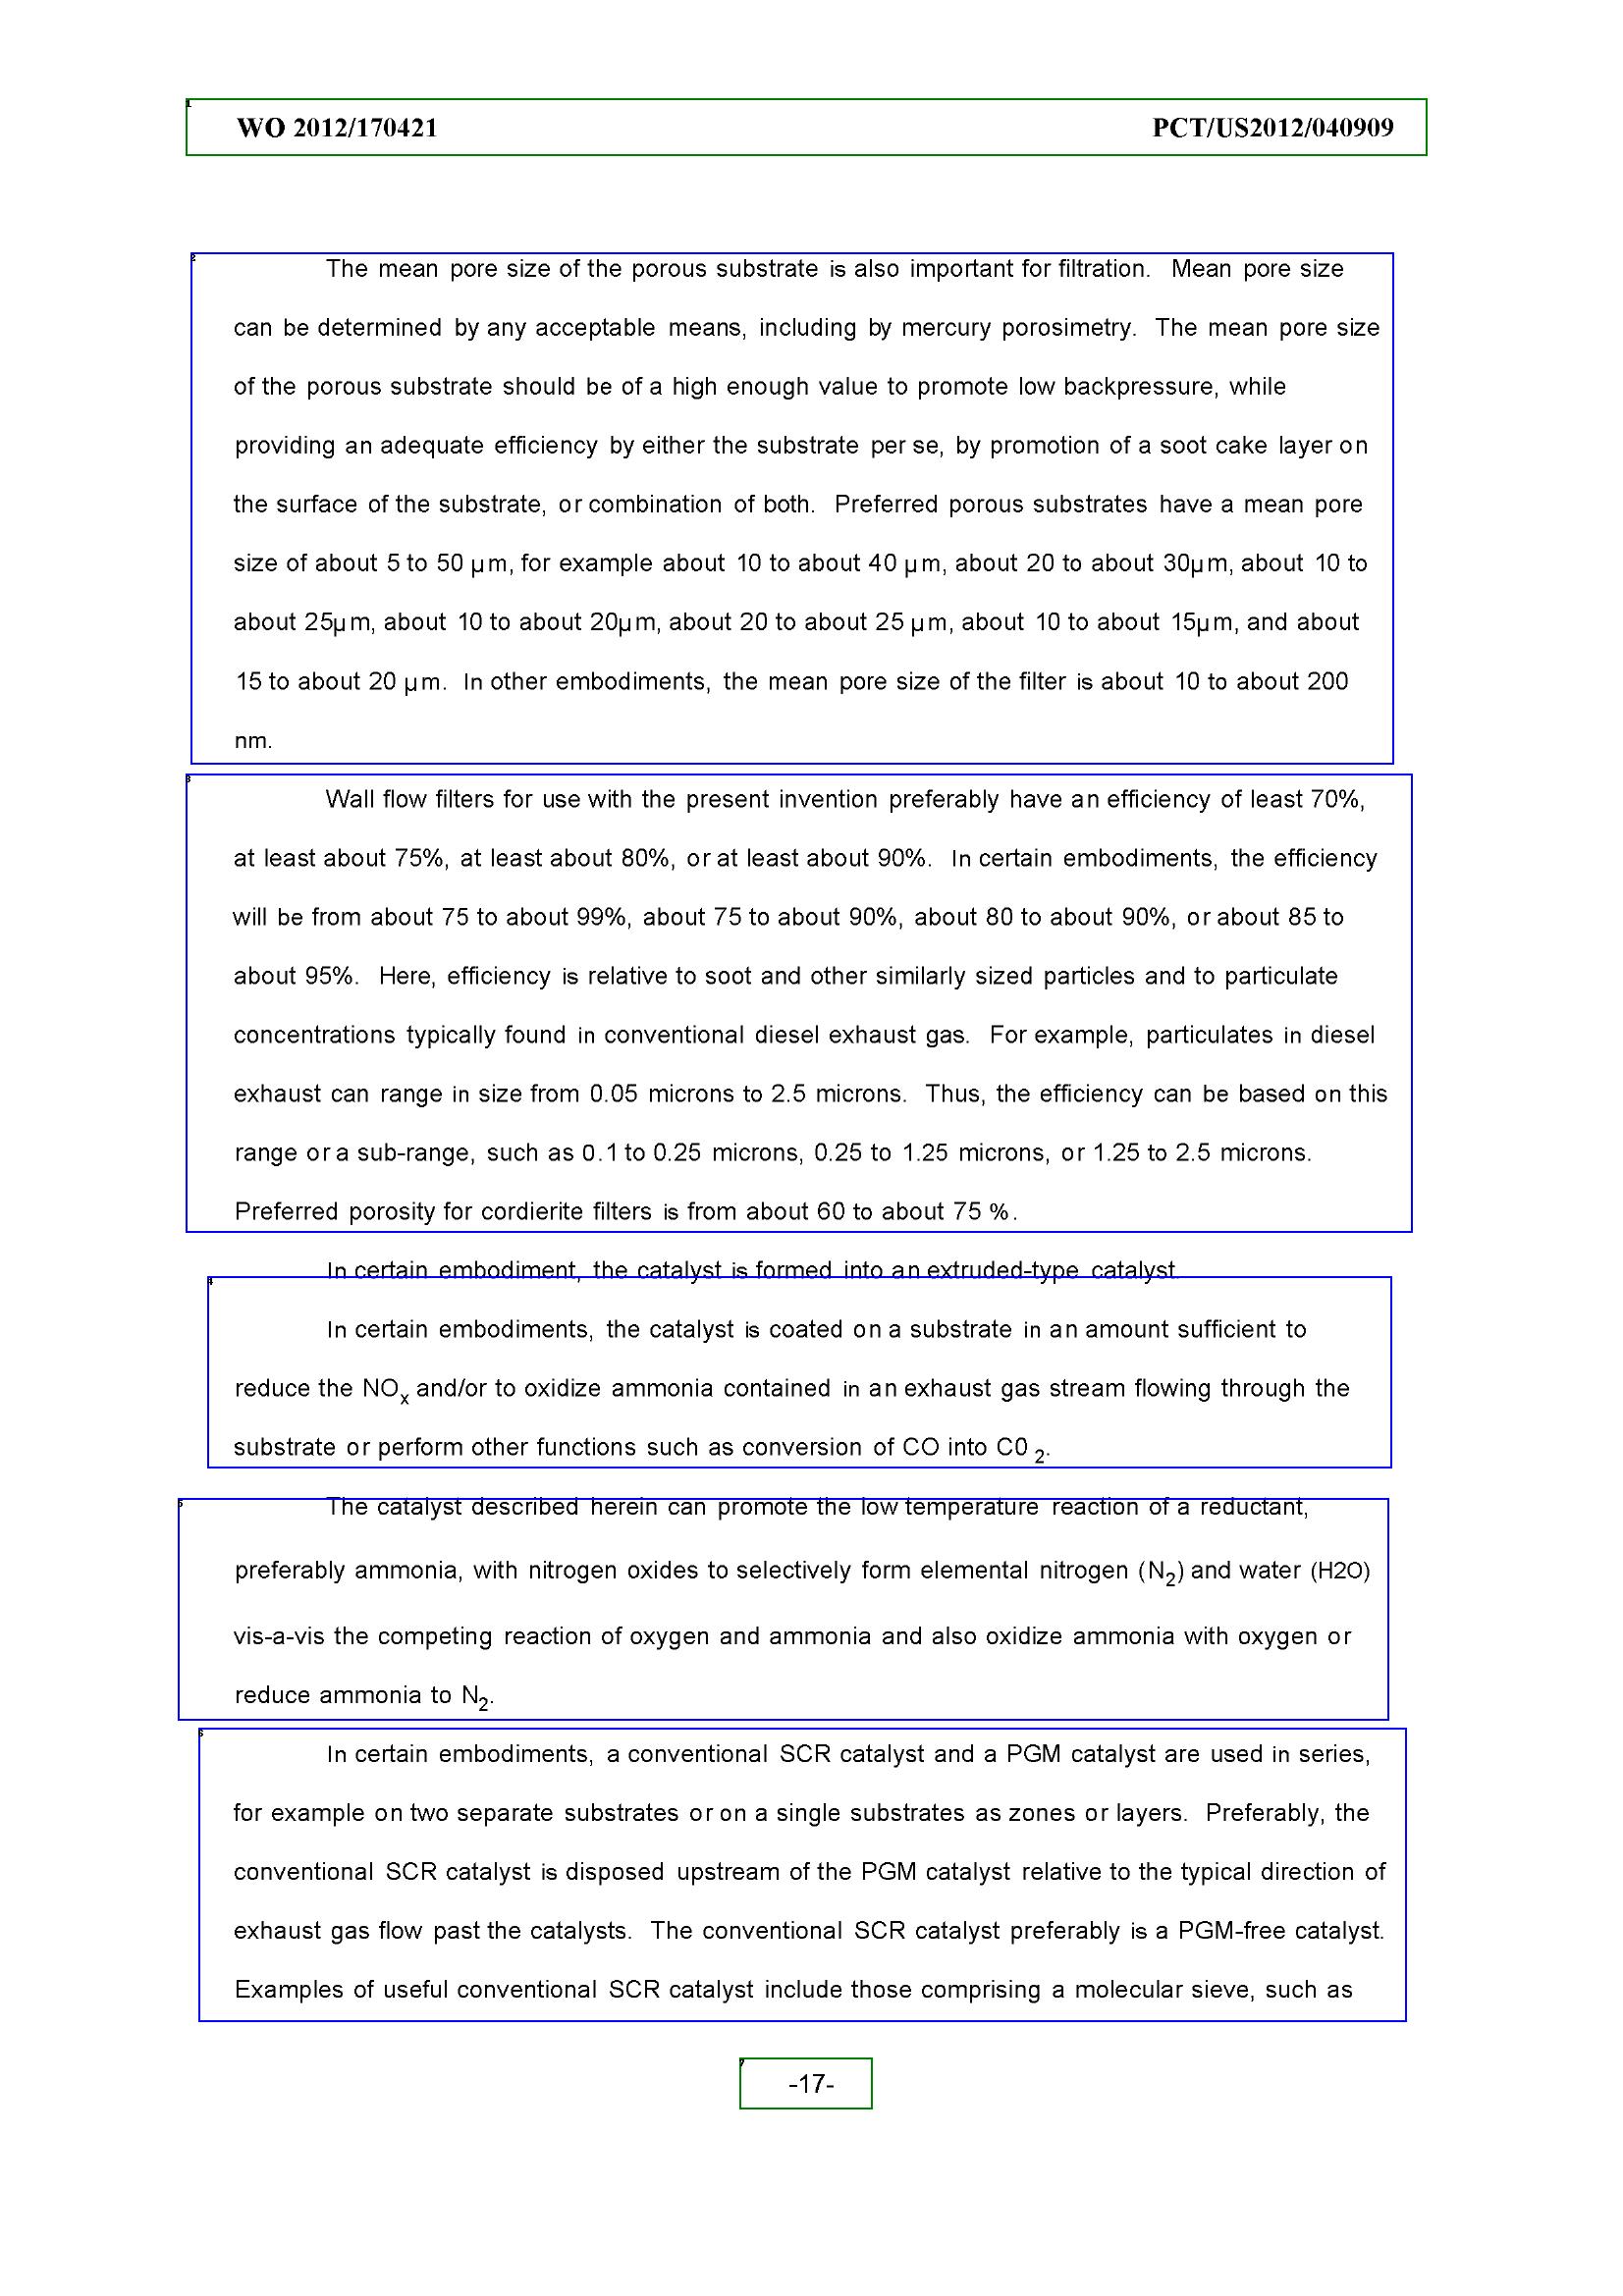 WO 2012/170421 PCT/US2012/040909
The mean pore size of the porous substrate is also important for filtration. Mean pore size
can be determined by any acceptable means, including by mercury porosimetry. The mean pore size
of the porous substrate should be of a high enough value to promote low backpressure, while
providing an adequate efficiency by either the substrate per se, by promotion of a soot cake layer on
the surface of the substrate, or combination of both. Preferred porous substrates have a mean pore
size of about 5 to 50 µm, for example about 10 to about 40 µm, about 20 to about 30µm, about 10 to
about 25µm, about 10 to about 20µm, about 20 to about 25 µm, about 10 to about 15µm, and about
15 to about 20 µm. In other embodiments, the mean pore size of the filter is about 10 to about 200
nm.
Wall flow filters for use with the present invention preferably have an efficiency of least 70%,
at least about 75%, at least about 80%, or at least about 90%. In certain embodiments, the efficiency
will be from about 75 to about 99%, about 75 to about 90%, about 80 to about 90%, or about 85 to
about 95%. Here, efficiency is relative to soot and other similarly sized particles and to particulate
concentrations typically found in conventional diesel exhaust gas. For example, particulates in diesel
exhaust can range in size from 0.05 microns to 2.5 microns. Thus, the efficiency can be based on this
range or a sub-range, such as 0.1 to 0.25 microns, 0.25 to 1.25 microns, or 1.25 to 2.5 microns.
Preferred porosity for cordierite filters is from about 60 to about 75 %.
In certain embodiment, the catalyst is formed into an extruded-type catalyst.
In certain embodiments, the catalyst is coated on a substrate in an amount sufficient to
reduce the NOx and/or to oxidize ammonia contained in an exhaust gas stream flowing through the
substrate or perform other functions such as conversion of CO into C0 2.
The catalyst described herein can promote the low temperature reaction of a reductant,
preferably ammonia, with nitrogen oxides to selectively form elemental nitrogen (N2) and water (H2O)
vis-a-vis the competing reaction of oxygen and ammonia and also oxidize ammonia with oxygen or
reduce ammonia to N2.
In certain embodiments, a conventional SCR catalyst and a PGM catalyst are used in series,
for example on two separate substrates or on a single substrates as zones or layers. Preferably, the
conventional SCR catalyst is disposed upstream of the PGM catalyst relative to the typical direction of
exhaust gas flow past the catalysts. The conventional SCR catalyst preferably is a PGM-free catalyst.
Examples of useful conventional SCR catalyst include those comprising a molecular sieve, such as
-17-